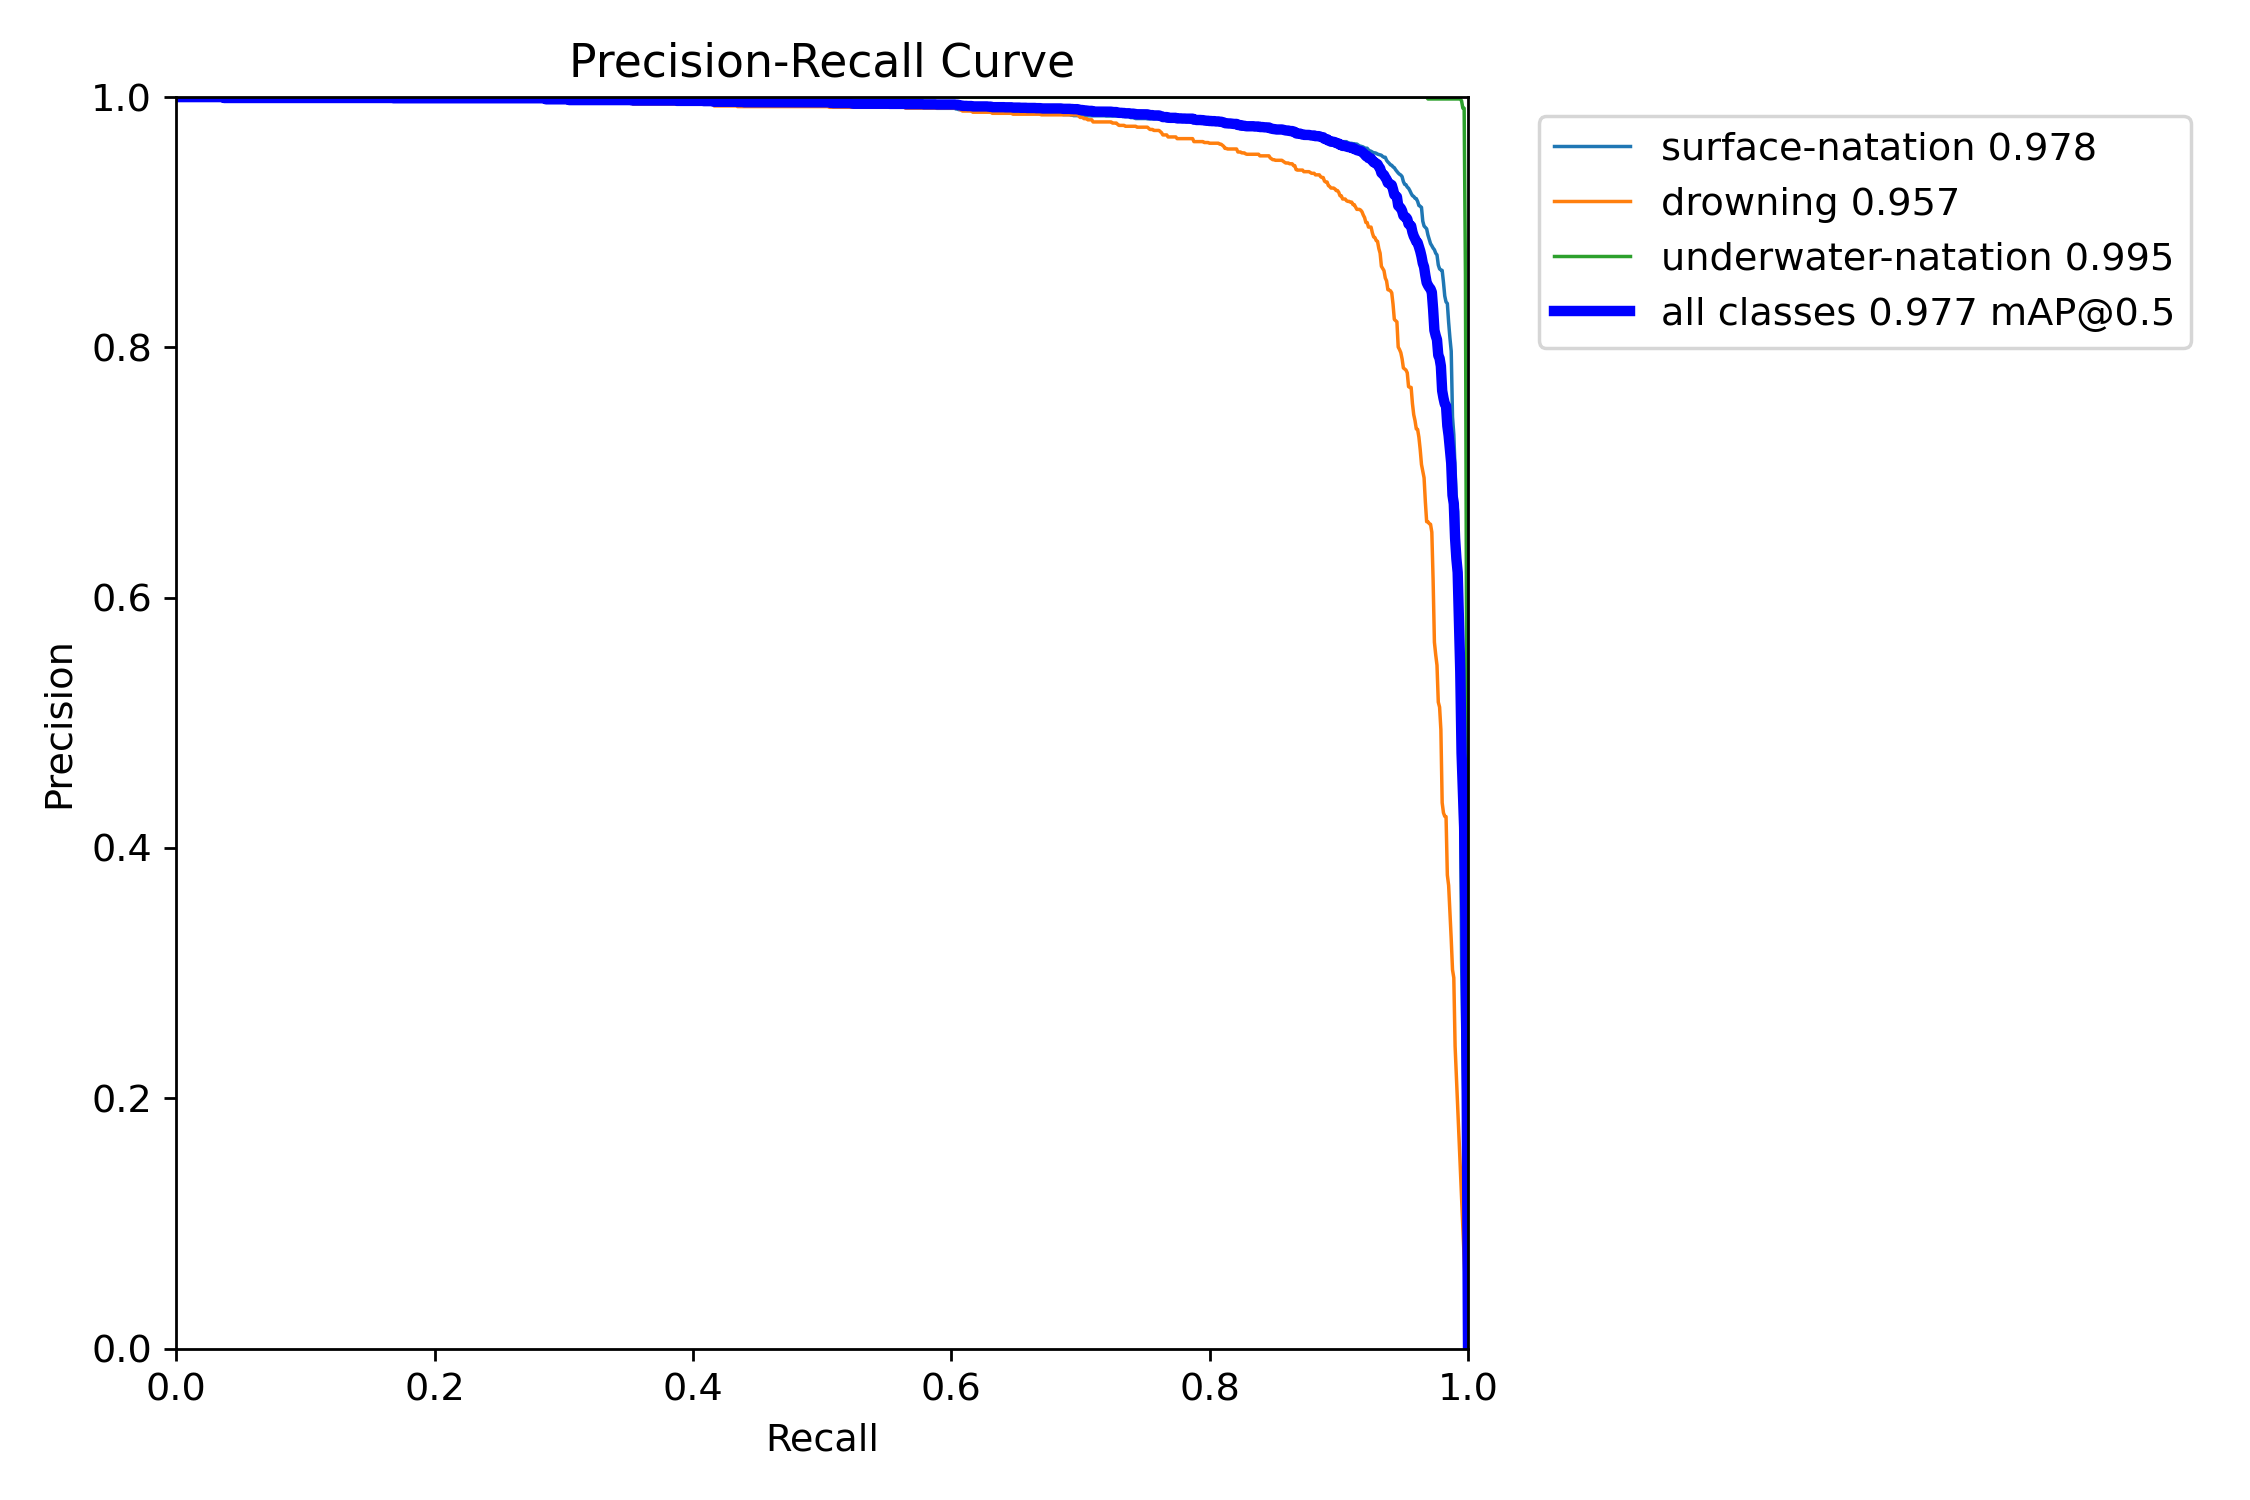 Precision-Recall Curve
1.0
0.8
0.6
0.4
0.2
0.0
Precision
0.0 0.2 0.4 0.6 0.8 1.0
Recall
surface-natation 0.978
drowning 0.957
underwater-natation 0.995
all classes 0.977 mAP@0.5